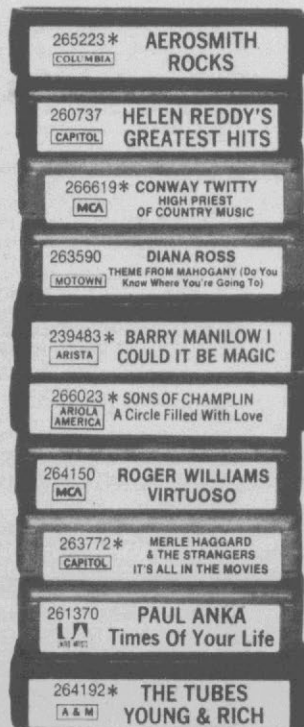 265223* AEROSMITH
COLUMBIA ROCKS
260737 HELEN REDDY'S
CAPITOL GREATEST HITS
266619* CONWAY TWITTY
MCA HIGH PRIEST
OF COUNTRY MUSIC
263590 DIANA ROSS
MOTOWN THEME FROM MAHOGANY (Do You
Know Where You're Going To)
239483* BARRY MANILOW I
ARISTA COULD IT BE MAGIC
266023* SONS OF CHAMPLIN
ARIOLA AMERICA A Circle Filled With Love
264150 ROGER WILLIAMS
MCA VIRTUOSO
263772* MERLE HAGGARD
CAPITOL & THE STRANGERS
IT'S ALL IN THE MOVIES
261370 PAUL ANKA
Times Of Your Life
264192* THE TUBES
A & M YOUNG & RICH